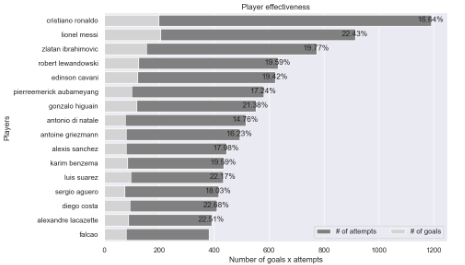 Player effectiveness
cristiano ronaldo 16.64%
lionel messi 22.43%
zlatan ibrahimovic 19.77%
robert lewandowski 19.59%
edinson cavani 19.42%
pierreemerick aubameyang 17.24%
gonzalo higuain 21.38%
antonio di natale 14.76%
antoine griezmann 16.23%
alexis sanchez 17.98%
karim benzema 19.59%
luis suarez 22.17%
sergio aguero 18.03%
diego costa 22.68%
alexandre lacazette 22.51%
falcao
Players
# of attempts # of goals
0 200 400 600 800 1000 1200
Number of goals x attempts